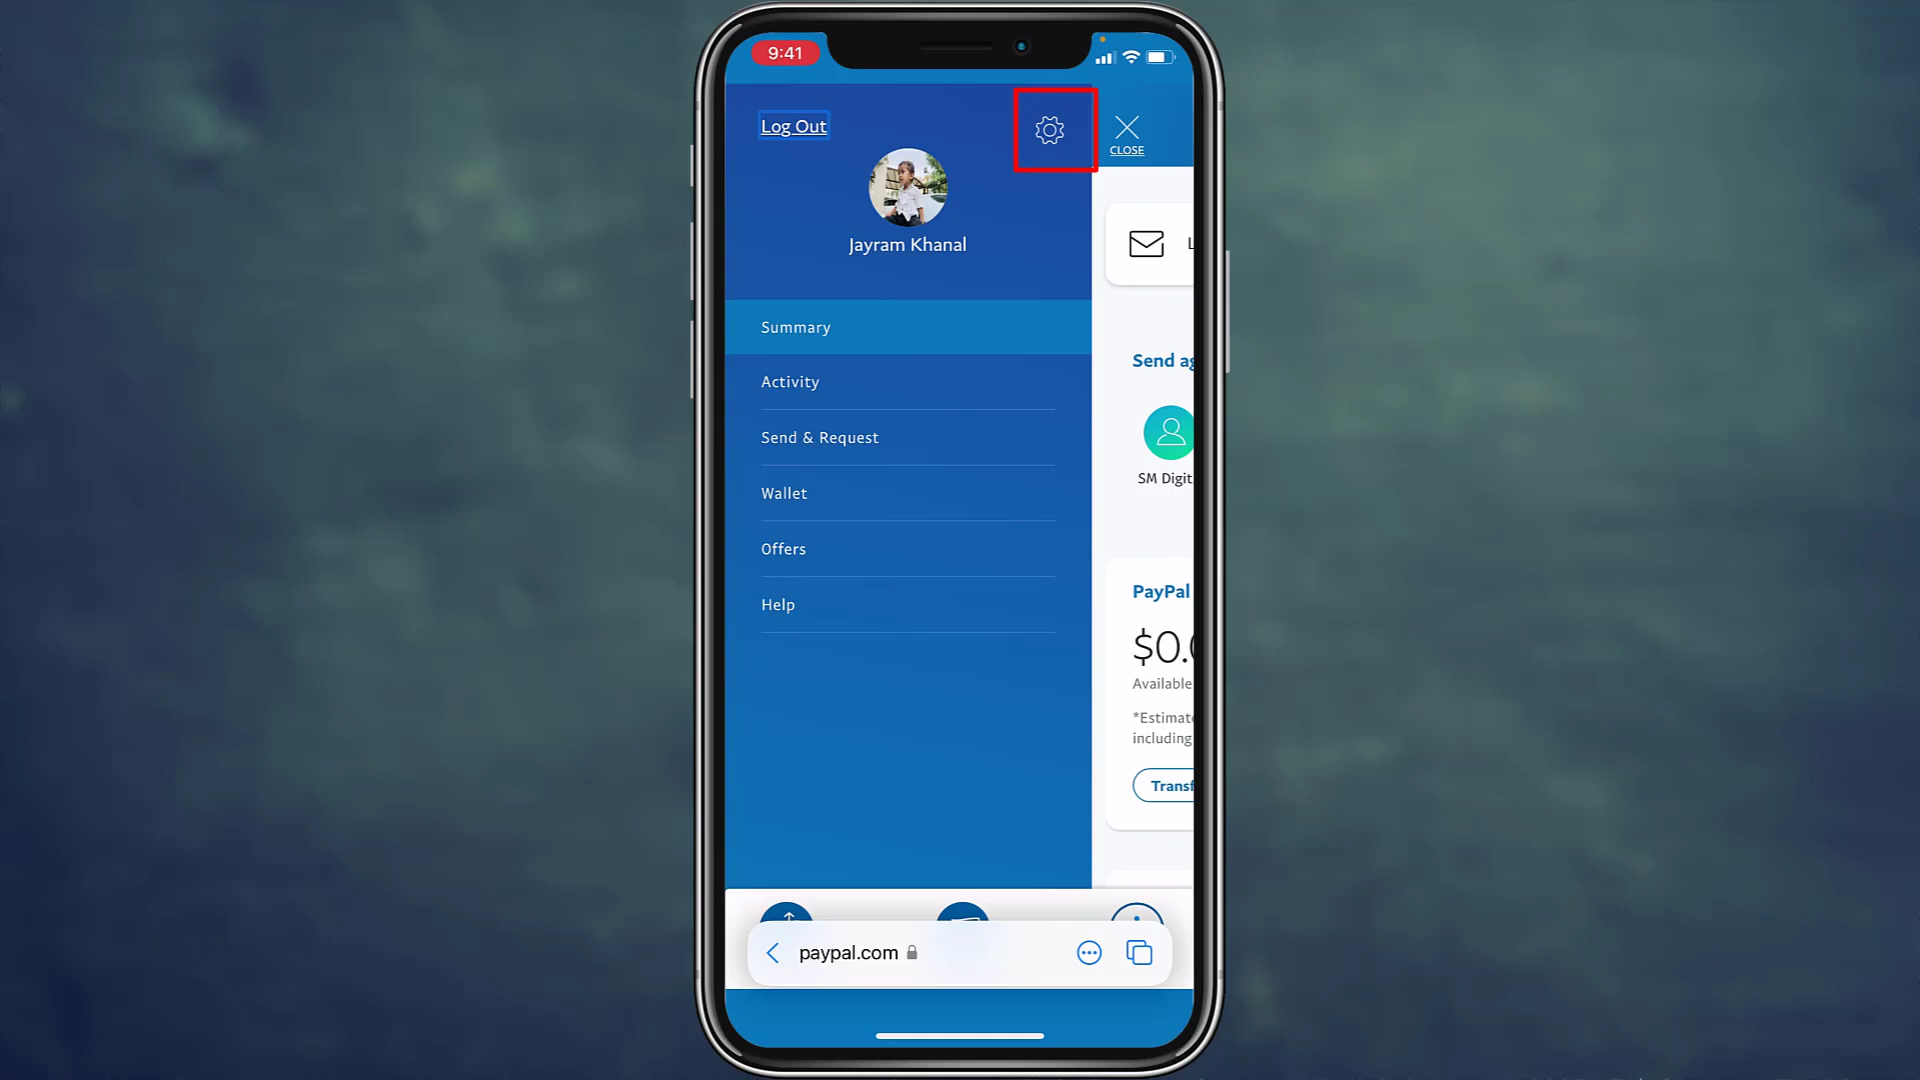 9:41
Log Out
CLOSE
Jayram Khanal
L
Summary
Send ag
Activity
Send & Request
SM Digit
Wallet
Offers
PayPal
Help
$0.0
Available
*Estimate
including
Transf
paypal.com